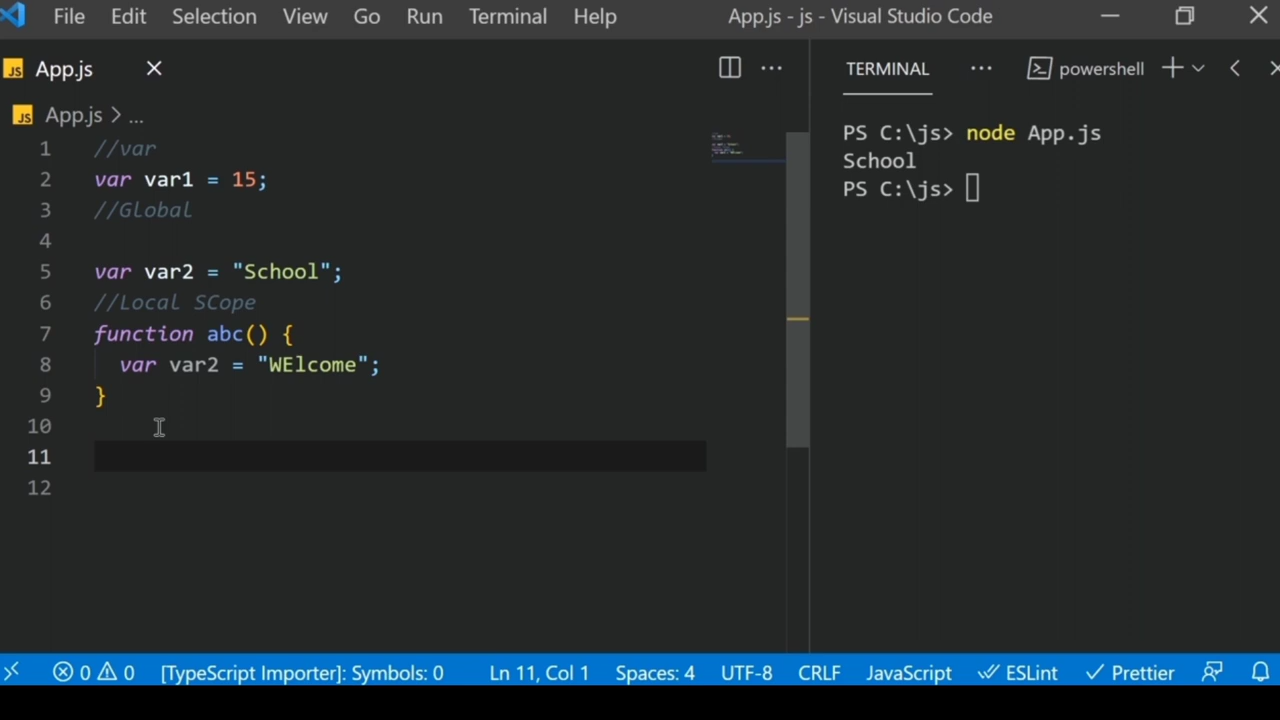 File Edit Selection View Go Run Terminal Help App.js - js - Visual Studio Code
JS App.js
TERMINAL ... powershell
JS App.js > ...
1 //var
2 var var1 = 15;
3 //Global
4
5 var var2 = "School";
6 //Local SCope
7 function abc() {
8 var var2 = "WElcome";
9 }
10
11
12
PS C:\js> node App.js
School
PS C:\js>
0 0 [TypeScript Importer]: Symbols: 0 Ln 11, Col 1 Spaces: 4 UTF-8 CRLF JavaScript ESLint Prettier